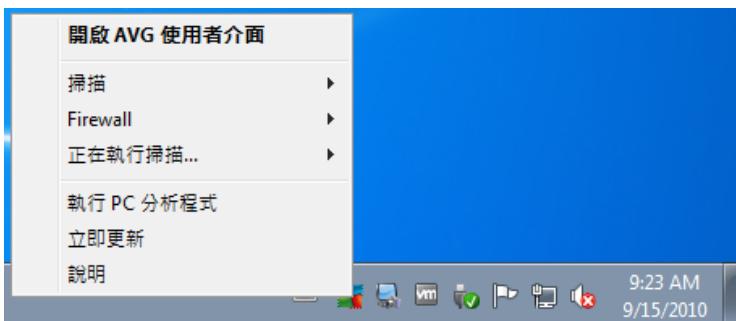 開啟 AVG 使用者介面
掃描
Firewall
正在執行掃描...
執行 PC 分析程式
立即更新
說明
vm
9:23 AM
9/15/2010